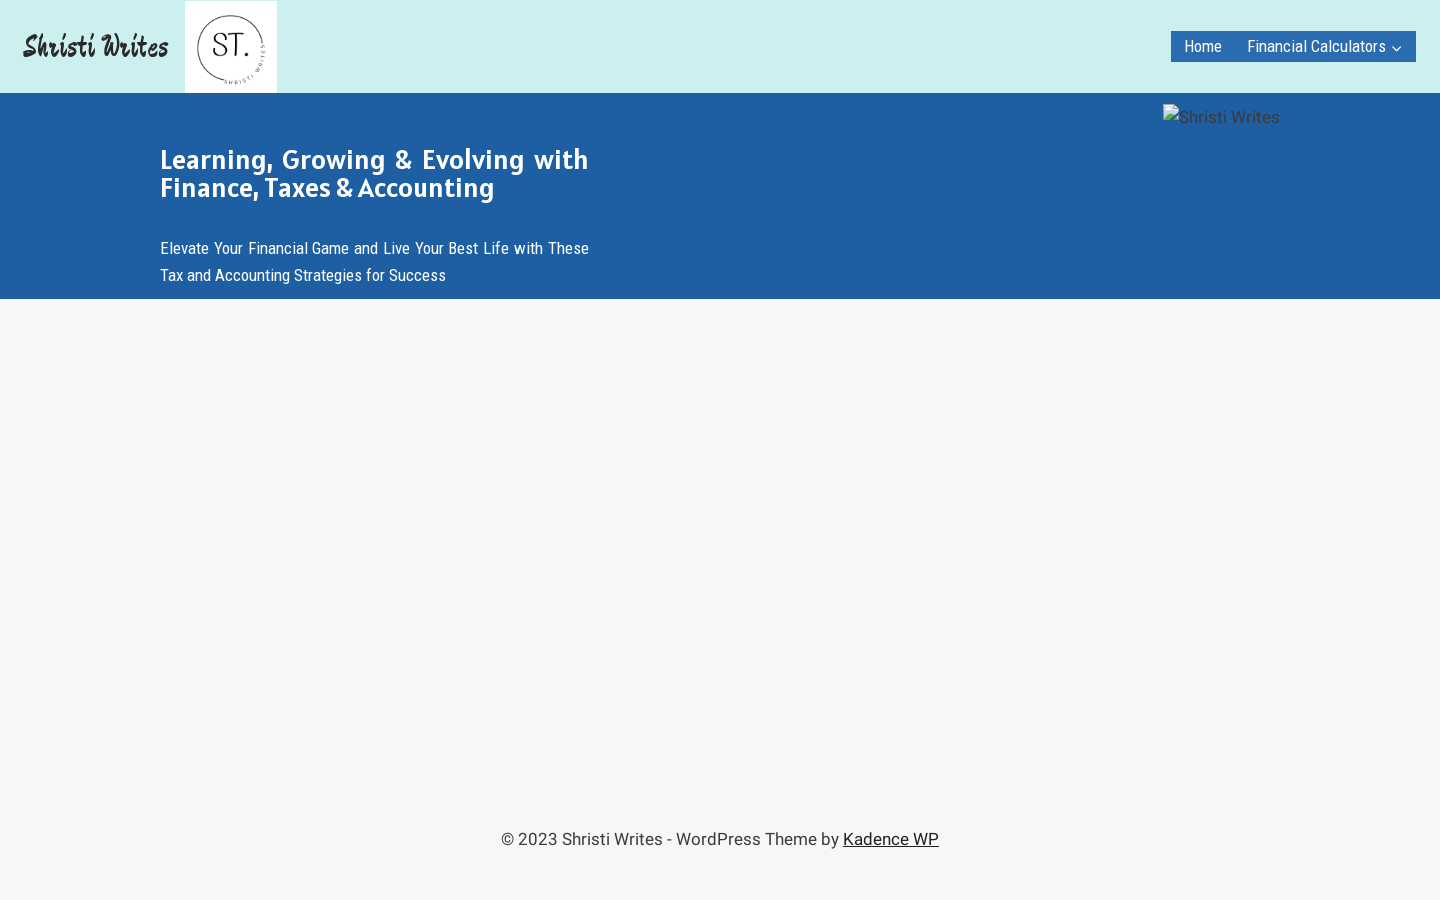 Shristi Writes
ST.
SHRISTI WRITES
Home
Financial Calculators
Shristi Writes
Learning, Growing & Evolving with
Finance, Taxes & Accounting
Elevate Your Financial Game and Live Your Best Life with These
Tax and Accounting Strategies for Success
© 2023 Shristi Writes - WordPress Theme by Kadence WP